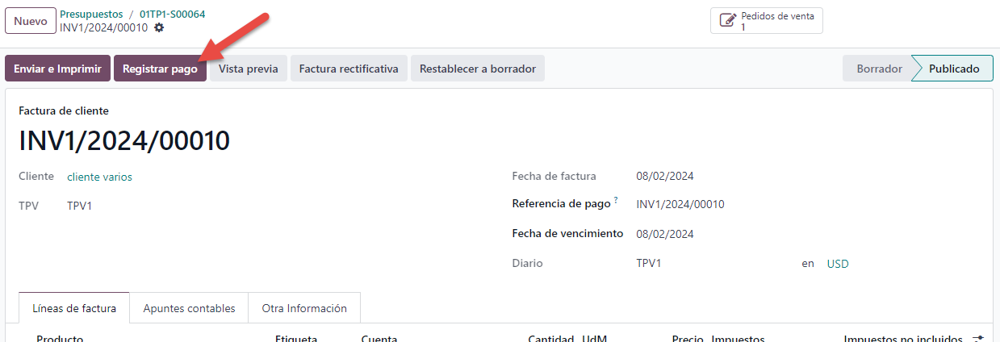 Nuevo
Presupuestos / 01TP1-S00064
INV1/2024/00010
Pedidos de venta
1
Enviar e Imprimir Registrar pago Vista previa Factura rectificativa Restablecer a borrador Borrador Publicado
Factura de cliente
INV1/2024/00010
Cliente cliente varios Fecha de factura 08/02/2024
TPV TPV1 Referencia de pago ? INV1/2024/00010
Fecha de vencimiento 08/02/2024
Diario TPV1 en USD
Líneas de factura Apuntes contables Otra Información
Producto Etiqueta Cuenta Cantidad UdM Precio Impuestos Impuestos no incluidos